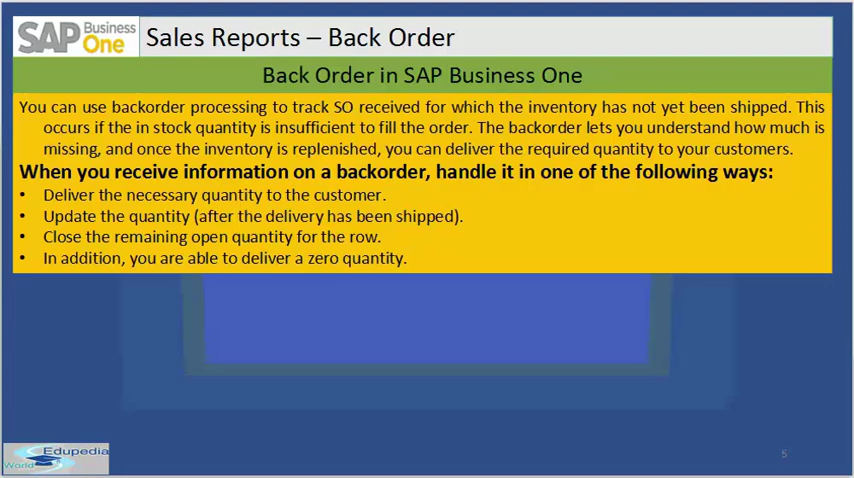 SAP Business One
Sales Reports – Back Order
Back Order in SAP Business One
You can use backorder processing to track SO received for which the inventory has not yet been shipped. This
occurs if the in stock quantity is insufficient to fill the order. The backorder lets you understand how much is
missing, and once the inventory is replenished, you can deliver the required quantity to your customers.
When you receive information on a backorder, handle it in one of the following ways:
• Deliver the necessary quantity to the customer.
• Update the quantity (after the delivery has been shipped).
• Close the remaining open quantity for the row.
• In addition, you are able to deliver a zero quantity.
Edupedia
World
5